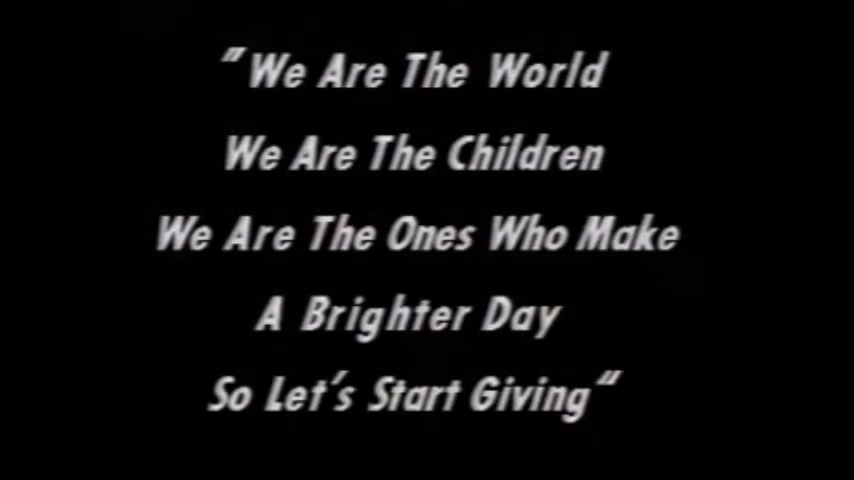 "We Are The World
We Are The Children
We Are The Ones Who Make
A Brighter Day
So Let's Start Giving"